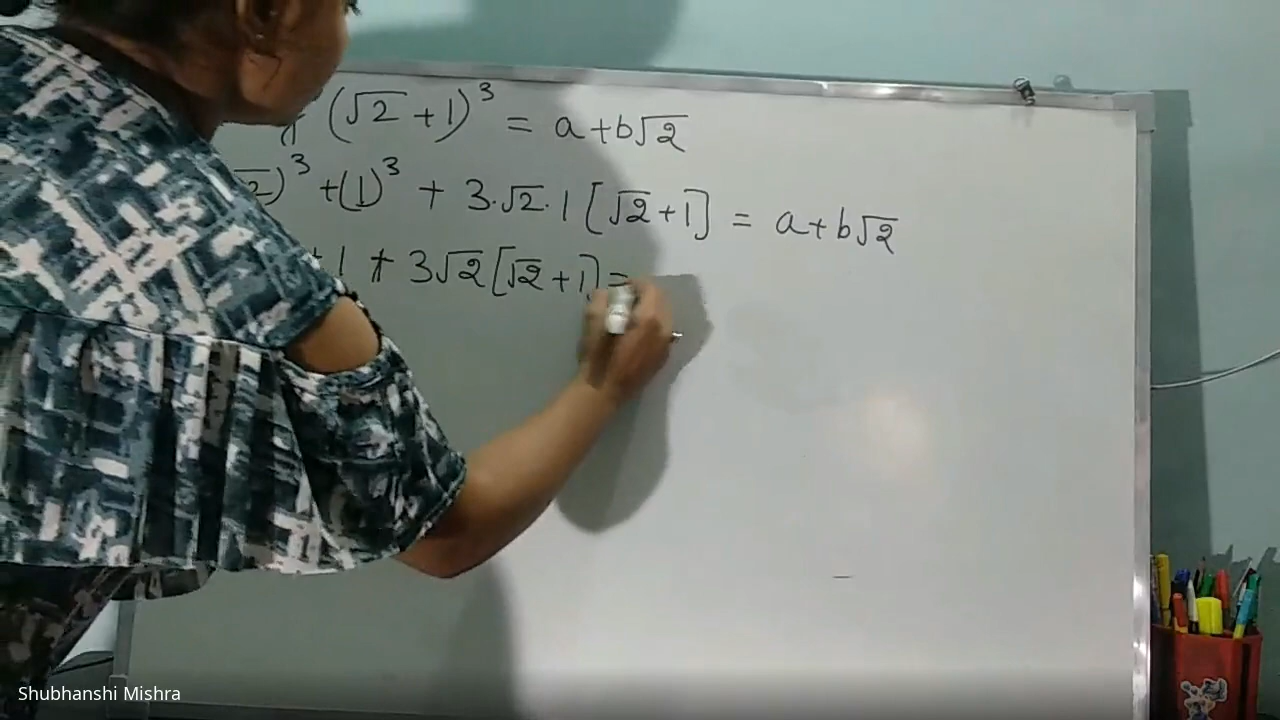 (√2 + 1)³ = a + b√2
2)³ + (1)³ + 3.√2.1 [√2 + 1] = a + b√2
+ 1 + 3√2 [√2 + 1] =
Shubhanshi Mishra